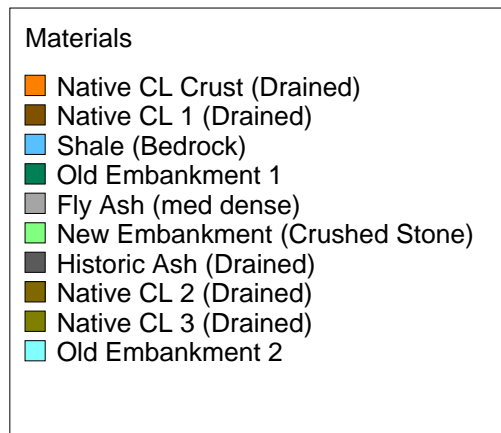 Materials
Native CL Crust (Drained)
Native CL 1 (Drained)
Shale (Bedrock)
Old Embankment 1
Fly Ash (med dense)
New Embankment (Crushed Stone)
Historic Ash (Drained)
Native CL 2 (Drained)
Native CL 3 (Drained)
Old Embankment 2